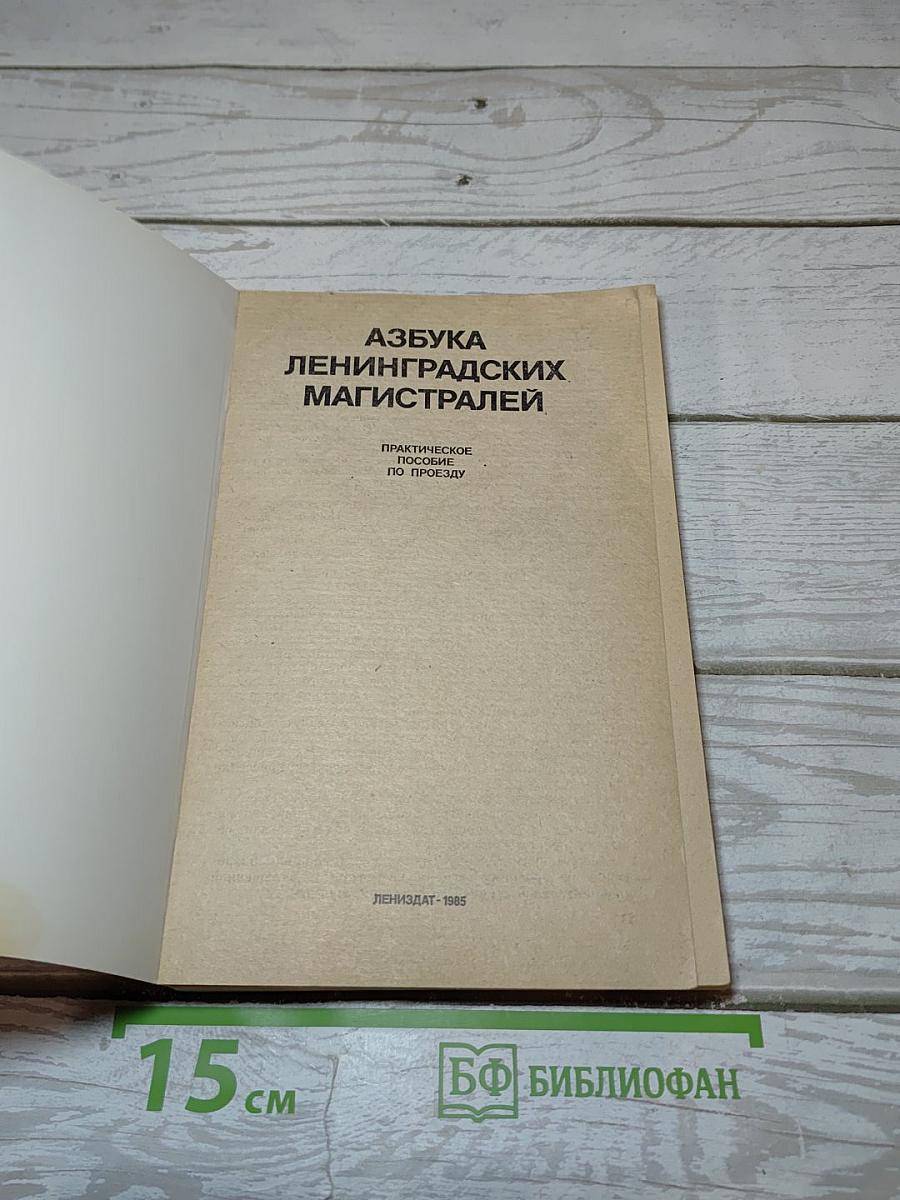 АЗБУКА
ЛЕНИНГРАДСКИХ
МАГИСТРАЛЕЙ
ПРАКТИЧЕСКОЕ
ПОСОБИЕ
ПО ПРОЕЗДУ
ЛЕНИЗДАТ-1985
15 см
БФ БИБЛИОФАН